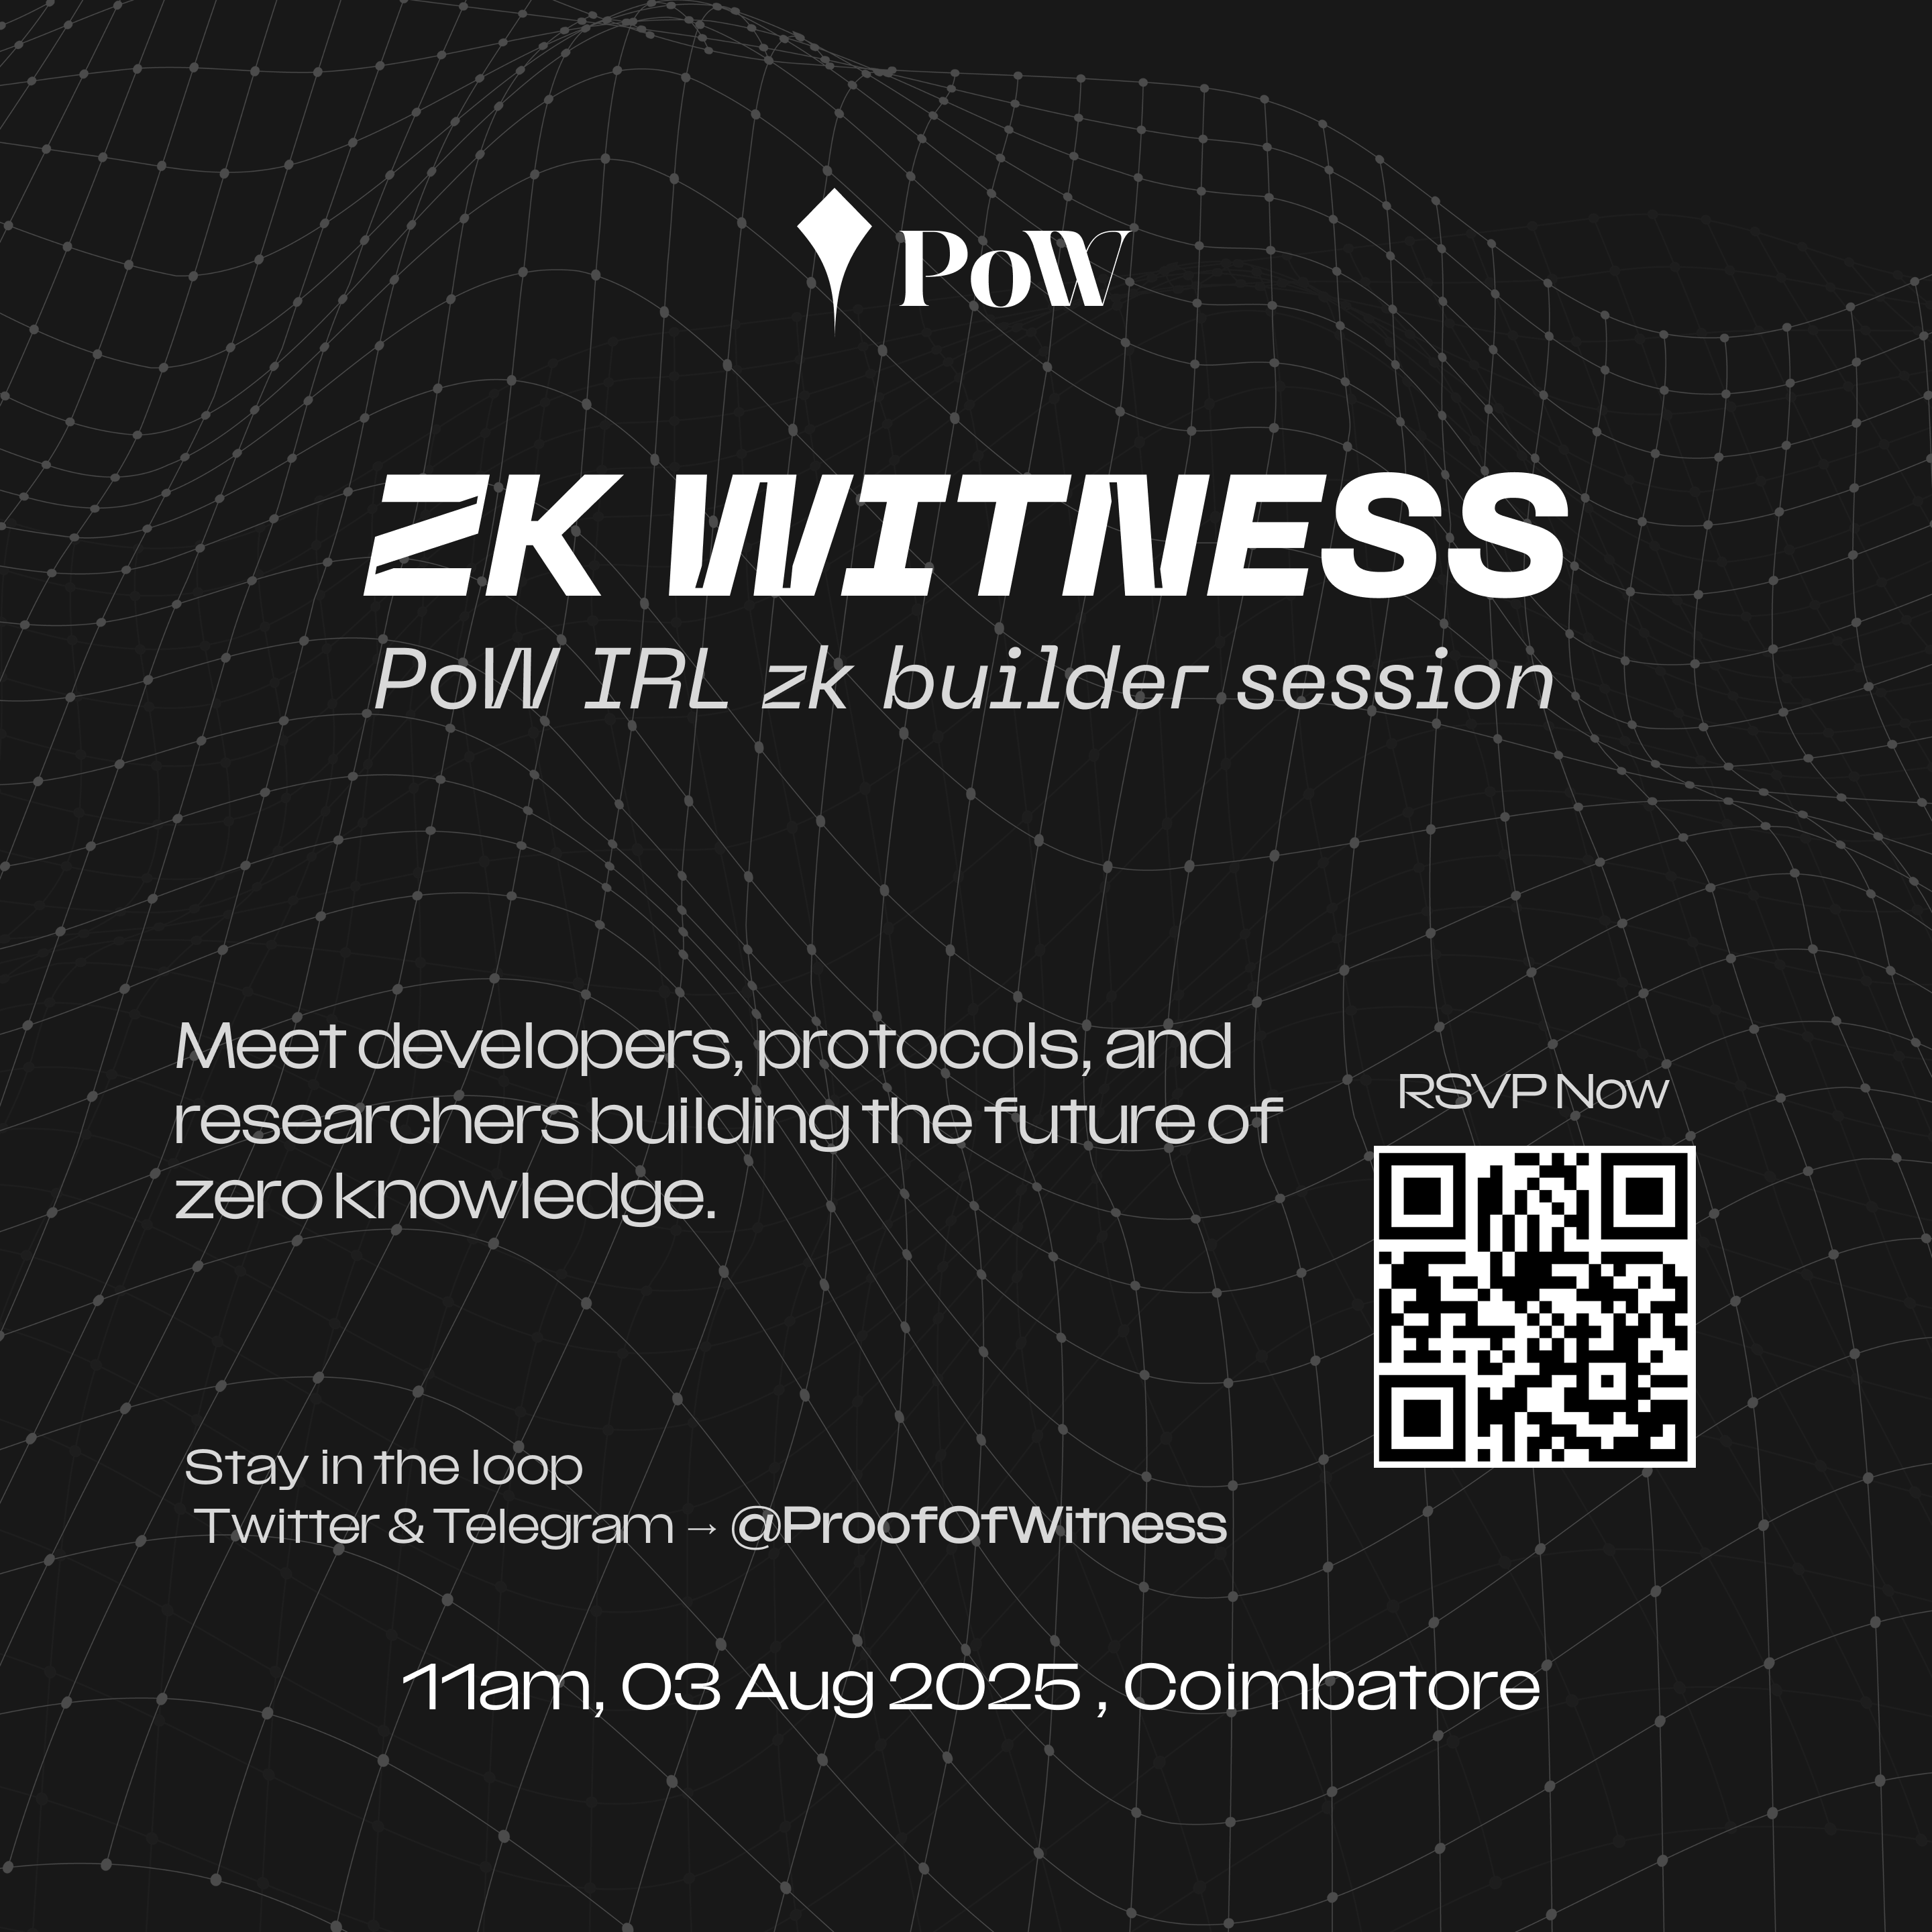 PoW
ZK WITNESS
PoW IRL zk builder session
Meet developers, protocols, and
researchers building the future of
zero knowledge.
RSVP Now
Stay in the loop
Twitter & Telegram → @ProofOfWitness
11am, 03 Aug 2025 , Coimbatore